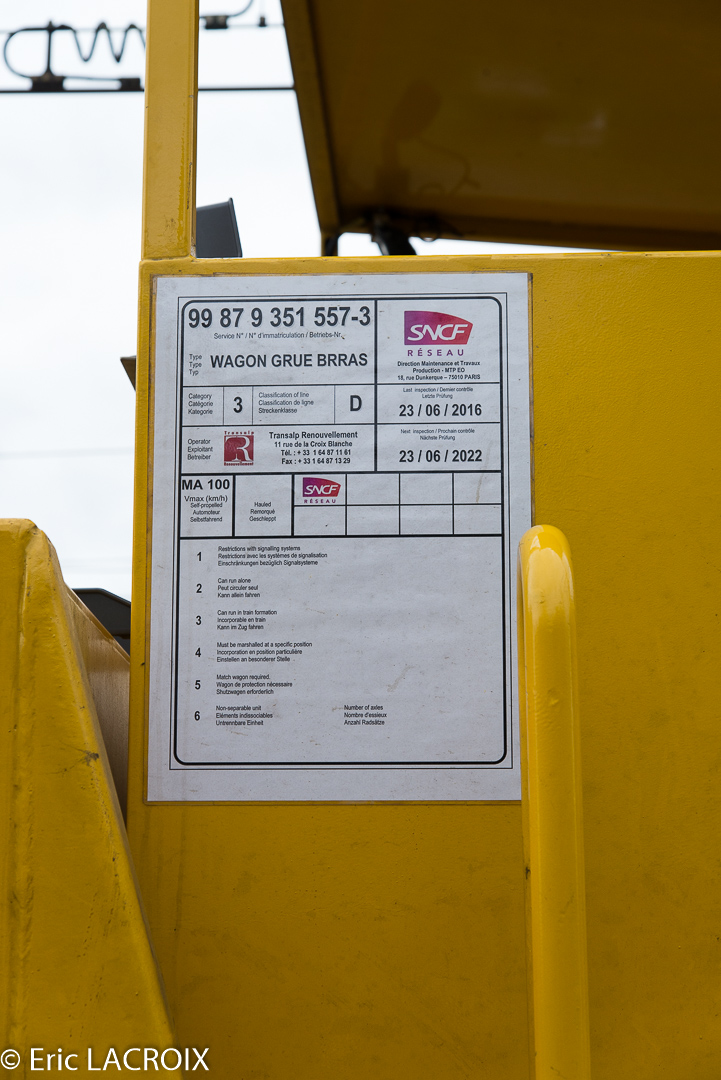 99 87 9 351 557-3
Service N° / N° d'immatriculation / Betriebs-Nr.
Type
Type
Typ
WAGON GRUE BRRAS
SNCF
RÉSEAU
Direction Maintenance et Travaux
Production - MTP EO
18, rue Dunkerque – 75010 PARIS
Category
Catégorie
Kategorie
3
Classification of line
Classification de ligne
Streckenklasse
D
Last inspection / Dernier contrôle
Letzte Prüfung
23 / 06 / 2016
Operator
Exploitant
Betreiber
Transalp
R
Renouvellement
Transalp Renouvellement
11 rue de la Croix Blanche
Tél. : + 33 1 64 87 11 61
Fax : + 33 1 64 87 13 29
Next inspection / Prochain contrôle
Nächste Prüfung
23 / 06 / 2022
MA 100
Vmax (km/h)
Self-propelled
Automoteur
Selbstfahrend
Hauled
Remorqué
Geschleppt
SNCF
RÉSEAU
1
Restrictions with signalling systems
Restrictions avec les systèmes de signalisation
Einschränkungen bezüglich Signalsysteme
2
Can run alone
Peut circuler seul
Kann allein fahren
3
Can run in train formation
Incorporable en train
Kann im Zug fahren
4
Must be marshalled at a specific position
Incorporation en position particulière
Einstellen an besonderer Stelle
5
Match wagon required.
Wagon de protection nécessaire
Shutzwagen erforderlich
6
Non-separable unit
Eléments indissociables
Untrennbare Einheit
Number of axles
Nombre d'essieux
Anzahl Radsätze
© Eric LACROIX